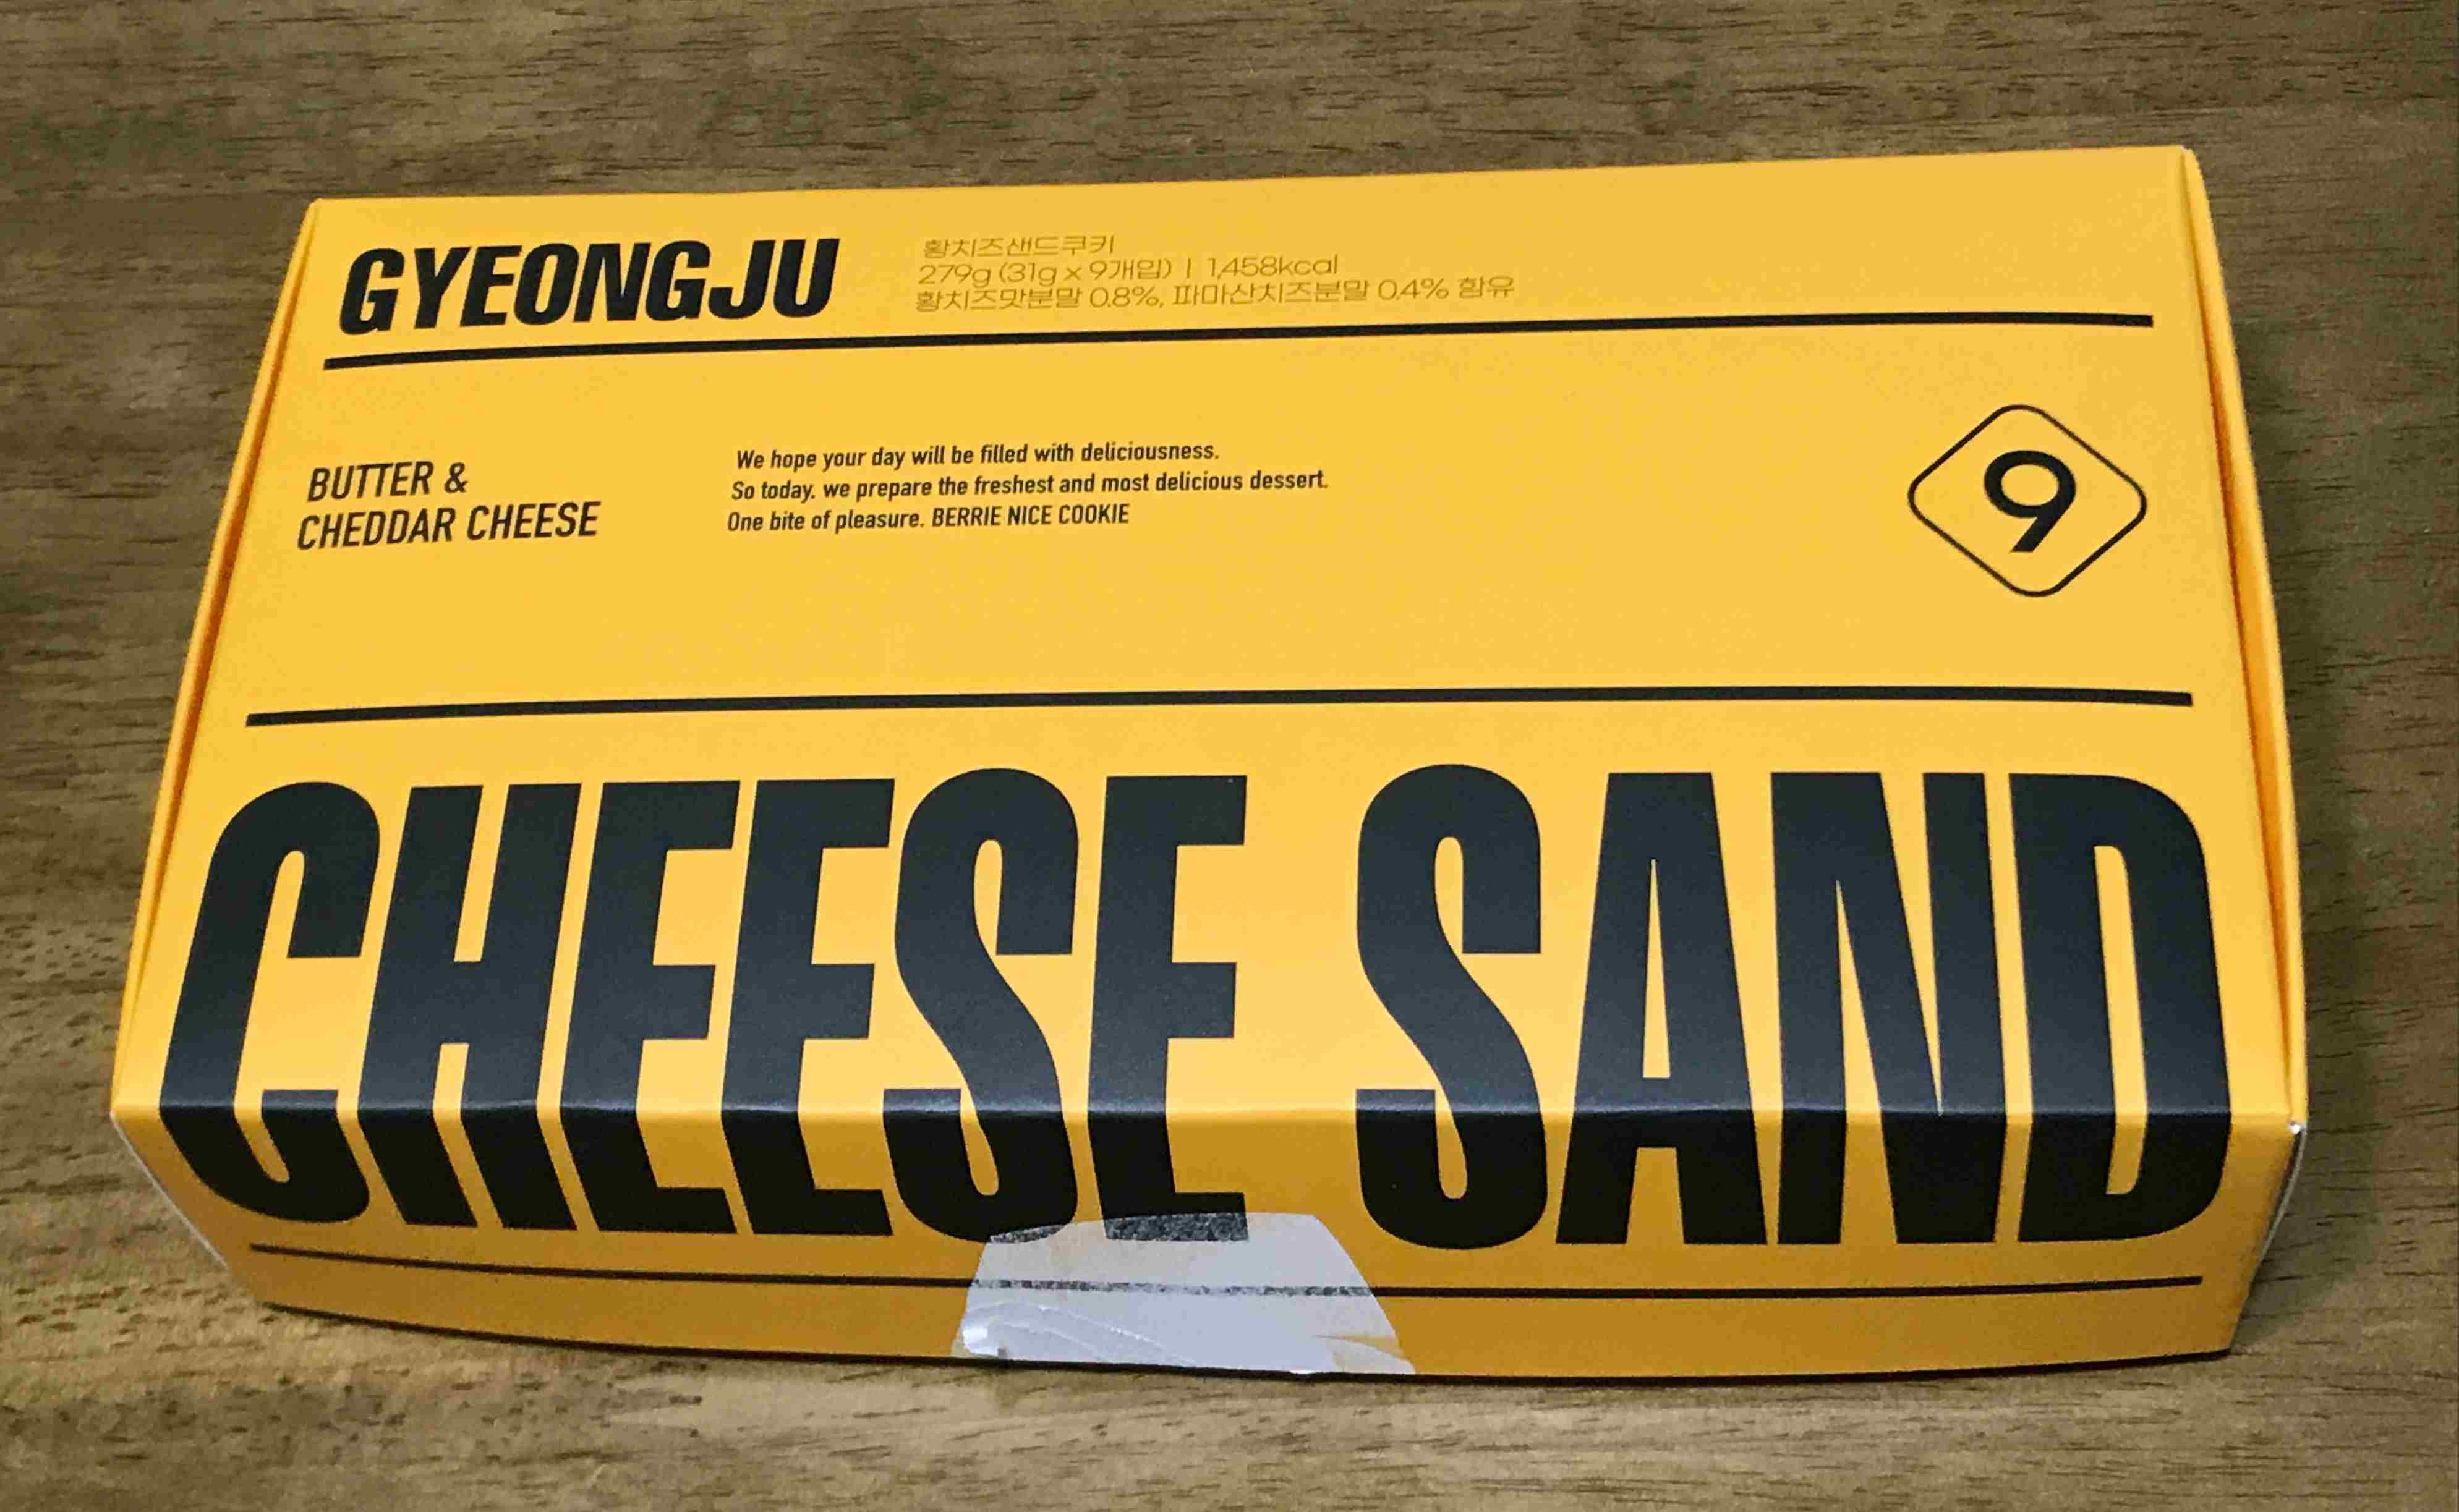 GYEONGJU
황치즈샌드쿠키
279g (31g x 9개입) | 1,458kcal
황치즈맛분말 0.8%, 파마산치즈분말 0.4% 함유
BUTTER &
CHEDDAR CHEESE
We hope your day will be filled with deliciousness.
So today, we prepare the freshest and most delicious dessert.
One bite of pleasure. BERRIE NICE COOKIE
9
CHEESE SAND